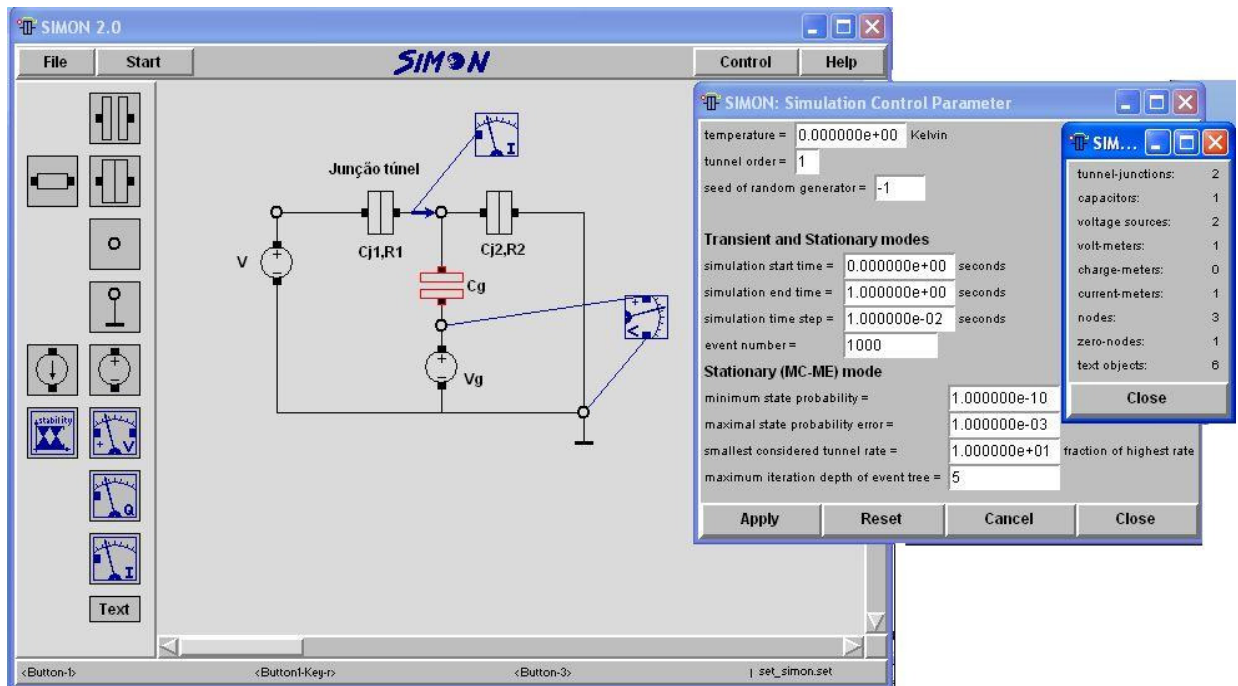 SIMON 2.0
File Start SIMON Control Help
stability
V
Q
I
Text
I
Junção túnel
V
Cj1,R1
Cj2,R2
Cg
Vg
V
<Button-1> <Button1-Key-r> <Button-3> | set_simon.set
SIMON: Simulation Control Parameter
temperature = 0.000000e+00 Kelvin
tunnel order = 1
seed of random generator = -1
Transient and Stationary modes
simulation start time = 0.000000e+00 seconds
simulation end time = 1.000000e+00 seconds
simulation time step = 1.000000e-02 seconds
event number = 1000
Stationary (MC-ME) mode
minimum state probability = 1.000000e-10
maximal state probability error = 1.000000e-03
smallest considered tunnel rate = 1.000000e+01 fraction of highest rate
maximum iteration depth of event tree = 5
Apply Reset Cancel Close
SIM...
tunnel-junctions: 2
capacitors: 1
voltage sources: 2
volt-meters: 1
charge-meters: 0
current-meters: 1
nodes: 3
zero-nodes: 1
text objects: 6
Close